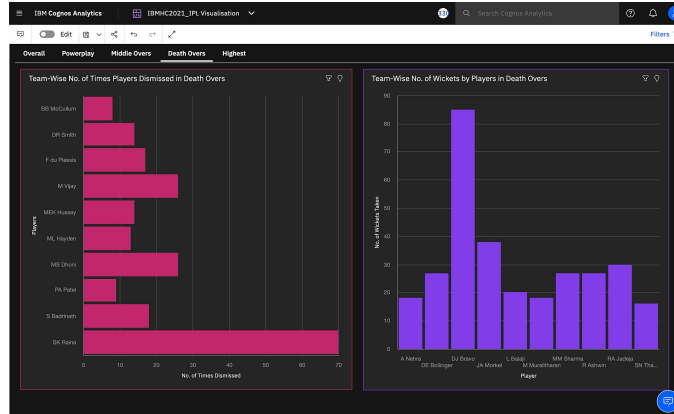 IBM Cognos Analytics
IBMHC2021_IPL Visualisation
Search Cognos Analytics
Edit
Filters
Overall Powerplay Middle Overs Death Overs Highest
Team-Wise No. of Times Players Dismissed in Death Overs
Players
BB McCullum
DR Smith
F du Plessis
M Vijay
MEK Hussey
ML Hayden
MS Dhoni
PA Patel
S Badrinath
SK Raina
0 10 20 30 40 50 60 70
No. of Times Dismissed
Team-Wise No. of Wickets by Players in Death Overs
No. of Wickets Taken
90
80
70
60
50
40
30
20
10
0
A Nehra DJ Bravo L Balaji MM Sharma RA Jadeja
DE Bollinger JA Morkel M Muralitharan R Ashwin SN Tha...
Player